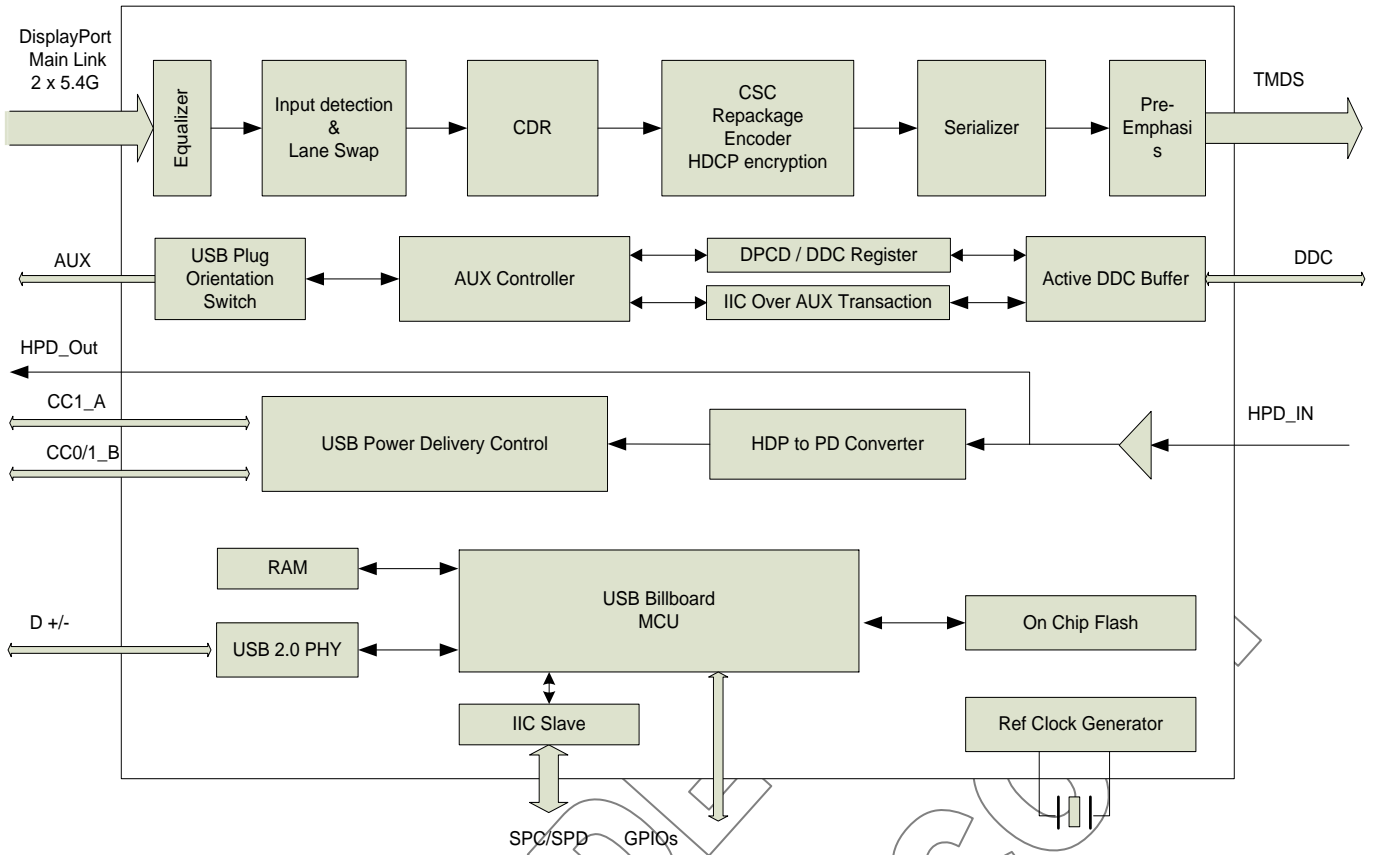 DisplayPort
Main Link
2 x 5.4G
Equalizer
Input detection
&
Lane Swap
CDR
CSC
Repackage
Encoder
HDCP encryption
Serializer
Pre-
Emphasi
s
TMDS
AUX
USB Plug
Orientation
Switch
AUX Controller
DPCD / DDC Register
IIC Over AUX Transaction
Active DDC Buffer
DDC
HPD_Out
CC1_A
CC0/1_B
USB Power Delivery Control
HDP to PD Converter
HPD_IN
RAM
USB Billboard
MCU
On Chip Flash
D +/-
USB 2.0 PHY
IIC Slave
Ref Clock Generator
SPC/SPD
GPIOs